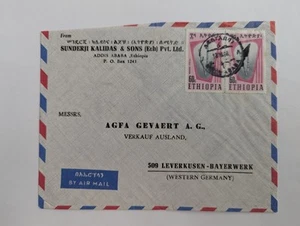 From
SUNDERJI KALIDAS & SONS (Eth) Pvt. Ltd.
ADDIS ABABA, Ethiopia
P. O. Box 1241
ETHIOPIA
ETHIOPIA
MESSRS.
AGFA GEVAERT A. G.,
VERKAUF AUSLAND,
509 LEVERKUSEN-BAYERWERK
(WESTERN GERMANY)
BY AIR MAIL